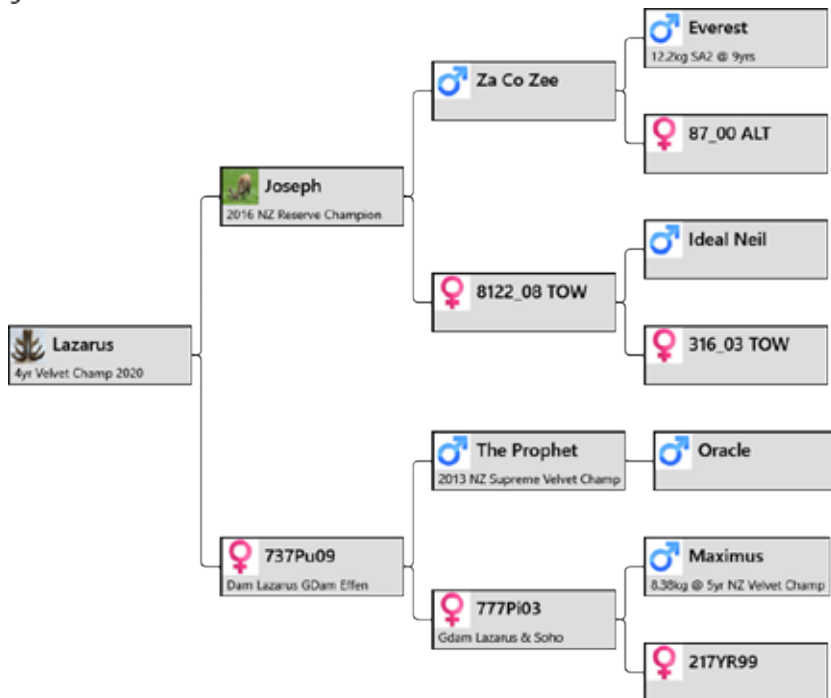 Everest
12.2kg SA2 @ 9yrs
Za Co Zee
87_00 ALT
Joseph
2016 NZ Reserve Champion
Ideal Neil
8122_08 TOW
316_03 TOW
Lazarus
4yr Velvet Champ 2020
The Prophet
2013 NZ Supreme Velvet Champ
Oracle
737Pu09
Dam Lazarus GDam Effen
Maximus
8.38kg @ 5yr NZ Velvet Champ
777Pi03
Gdam Lazarus & Soho
217YR99